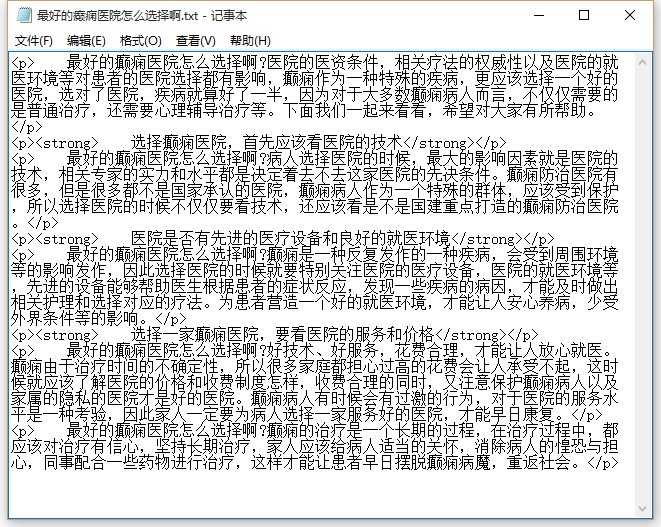 最好的癫痫医院怎么选择啊.txt - 记事本
文件(F) 编辑(E) 格式(O) 查看(V) 帮助(H)
<p>　　最好的癫痫医院怎么选择啊?医院的医资条件，相关疗法的权威性以及医院的就
医环境等对患者的医院选择都有影响，癫痫作为一种特殊的疾病，更应该选择一个好的
医院，选对了医院，疾病就算好了一半，因为对于大多数癫痫病人而言，不仅仅需要的
是普通治疗，还需要心理辅导治疗等。下面我们一起来看看，希望对大家有所帮助。
</p>
<p><strong>　　选择癫痫医院，首先应该看医院的技术</strong></p>
<p>　　最好的癫痫医院怎么选择啊?病人选择医院的时候，最大的影响因素就是医院的
技术，相关专家的实力和水平都是决定着去不去这家医院的先决条件。癫痫防治医院有
很多，但是很多都不是国家承认的医院，癫痫病人作为一个特殊的群体，应该受到保护
，所以选择医院的时候不仅仅要看技术，还应该看是不是国建重点打造的癫痫防治医院
。</p>
<p><strong>　　医院是否有先进的医疗设备和良好的就医环境</strong></p>
<p>　　最好的癫痫医院怎么选择啊?癫痫是一种反复发作的一种疾病，会受到周围环境
等的影响发作，因此选择医院的时候就要特别关注医院的医疗设备，医院的就医环境等
，先进的设备能够帮助医生根据患者的症状反应，发现一些疾病的病因，才能及时做出
相关护理和选择对应的疗法。为患者营造一个好的就医环境，才能让人安心养病，少受
外界条件等的影响。</p>
<p><strong>　　选择一家癫痫医院，要看医院的服务和价格</strong></p>
<p>　　最好的癫痫医院怎么选择啊?好技术、好服务，花费合理，才能让人放心就医。
癫痫由于治疗时间的不确定性，所以很多家庭都担心过高的花费会让人承受不起，这时
候就应该了解医院的价格和收费制度怎样，收费合理的同时，又注意保护癫痫病人以及
家属的隐私的医院才是好的医院。癫痫病人有时候会有过激的行为，对于医院的服务水
平是一种考验，因此家人一定要为病人选择一家服务好的医院，才能早日康复。</p>
<p>　　最好的癫痫医院怎么选择啊?癫痫的治疗是一个长期的过程，在治疗过程中，都
应该对治疗有信心，坚持长期治疗，家人应该给病人适当的关怀，消除病人的惶恐与担
心，同事配合一些药物进行治疗，这样才能让患者早日摆脱癫痫病魔，重返社会。</p>